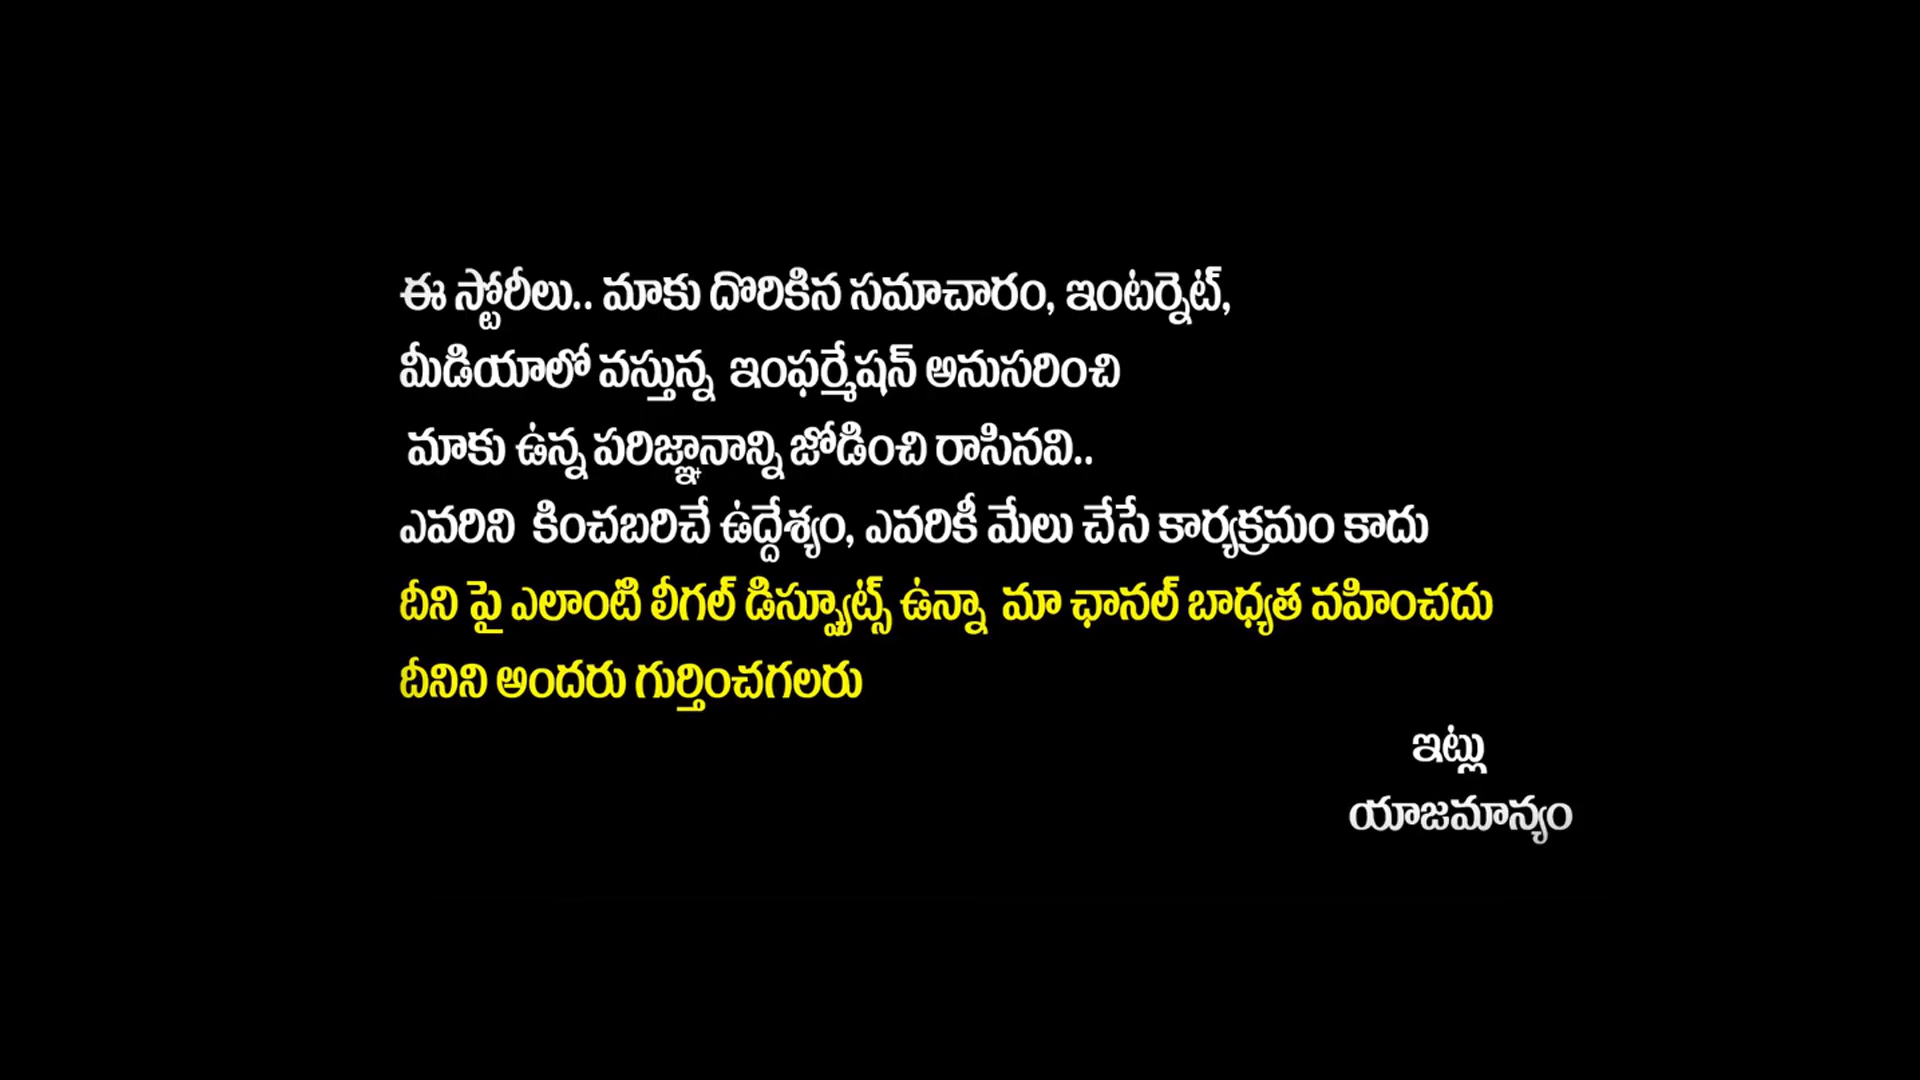 ఈ స్టోరీలు.. మాకు దొరికిన సమాచారం, ఇంటర్నెట్,
మీడియాలో వస్తున్న ఇంఫర్మేషన్ అనుసరించి
మాకు ఉన్న పరిజ్ఞానాన్ని జోడించి రాసినవి..
ఎవరిని కించబరిచే ఉద్దేశ్యం, ఎవరికీ మేలు చేసే కార్యక్రమం కాదు
దీని పై ఎలాంటి లీగల్ డిస్ప్యూట్స్ ఉన్నా మా ఛానల్ బాధ్యత వహించదు
దీనిని అందరు గుర్తించగలరు
ఇట్లు
యాజమాన్యం